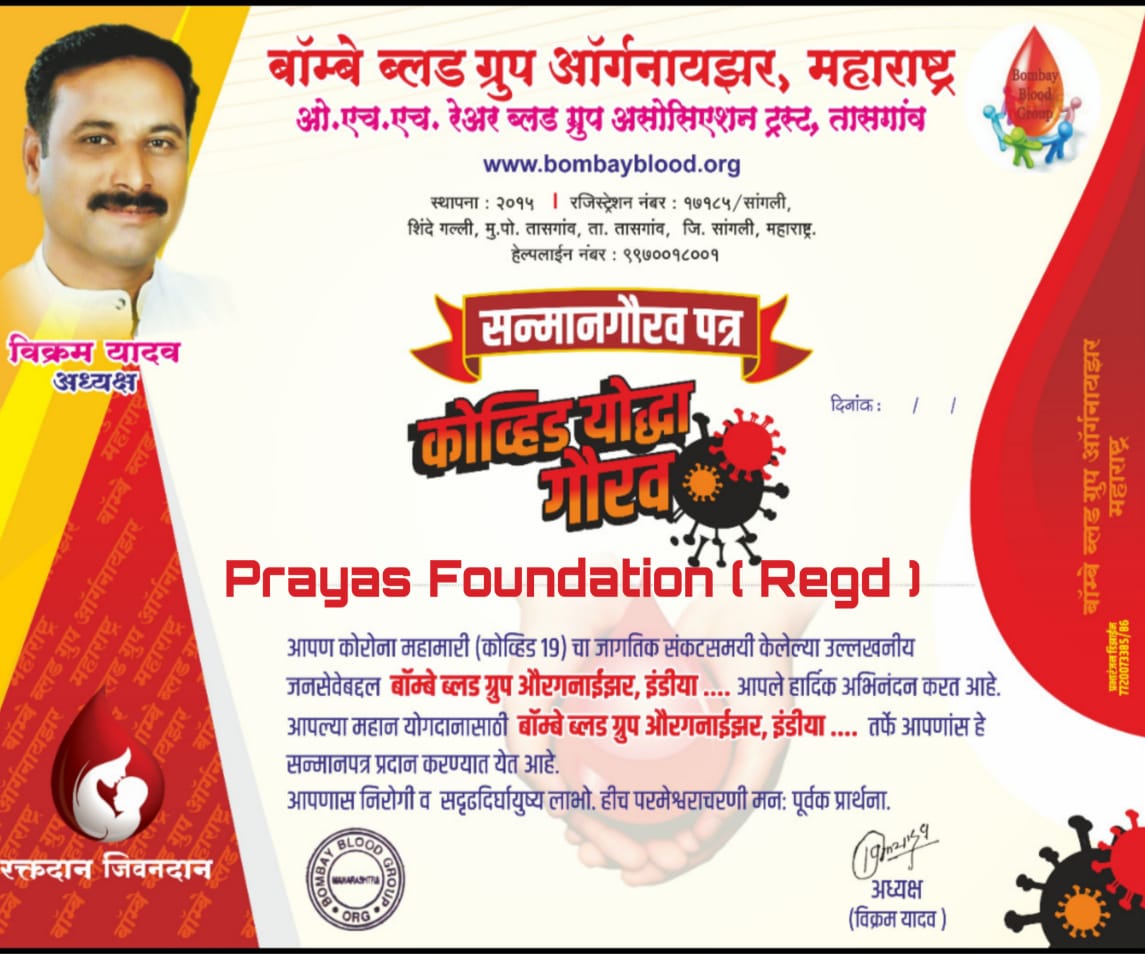 बॉम्बे ब्लड ग्रुप ऑर्गनायझर, महाराष्ट्र
ओ.एच.एच. रेअर ब्लड ग्रुप असोसिएशन ट्रस्ट, तासगांव
www.bombayblood.org
Bombay
Blood
Group
स्थापना : २०१५ | रजिस्ट्रेशन नंबर : १७१८५/सांगली,
शिंदे गल्ली, मु.पो. तासगांव, ता. तासगांव, जि. सांगली, महाराष्ट्र.
हेल्पलाईन नंबर : ९९७००१८००१
विक्रम यादव
अध्यक्ष
सन्मानगौरव पत्र
दिनांक : / /
कोव्हिड योद्धा
गौरव
Prayas Foundation ( Regd )
आपण कोरोना महामारी (कोव्हिड 19) चा जागतिक संकटसमयी केलेल्या उल्लखनीय
जनसेवेबद्दल बॉम्बे ब्लड ग्रुप औरगनाईझर, इंडीया .... आपले हार्दिक अभिनंदन करत आहे.
आपल्या महान योगदानासाठी बॉम्बे ब्लड ग्रुप औरगनाईझर, इंडीया .... तर्फे आपणांस हे
सन्मानपत्र प्रदान करण्यात येत आहे.
आपणास निरोगी व सदृढदिर्घायुष्य लाभो. हीच परमेश्वराचरणी मन: पूर्वक प्रार्थना.
रक्तदान जिवनदान
BOMBAY BLOOD GROUP
MAHARASHTRA
ORG
अध्यक्ष
(विक्रम यादव )
बॉम्बे ब्लड ग्रुप ऑर्गनायझर
महाराष्ट्र
7720073385/86